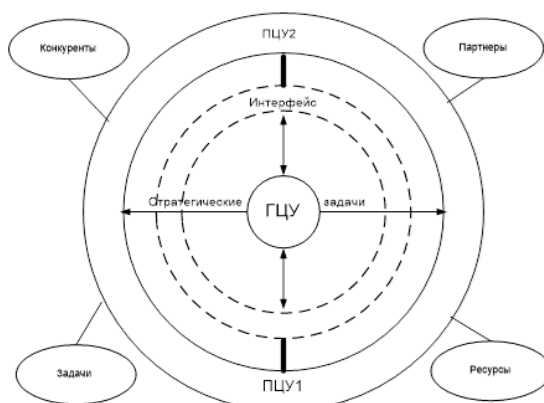 ПЦУ2
Конкуренты
Партнеры
Интерфейс
Стратегические задачи
ГЦУ
Задачи
Ресурсы
ПЦУ1